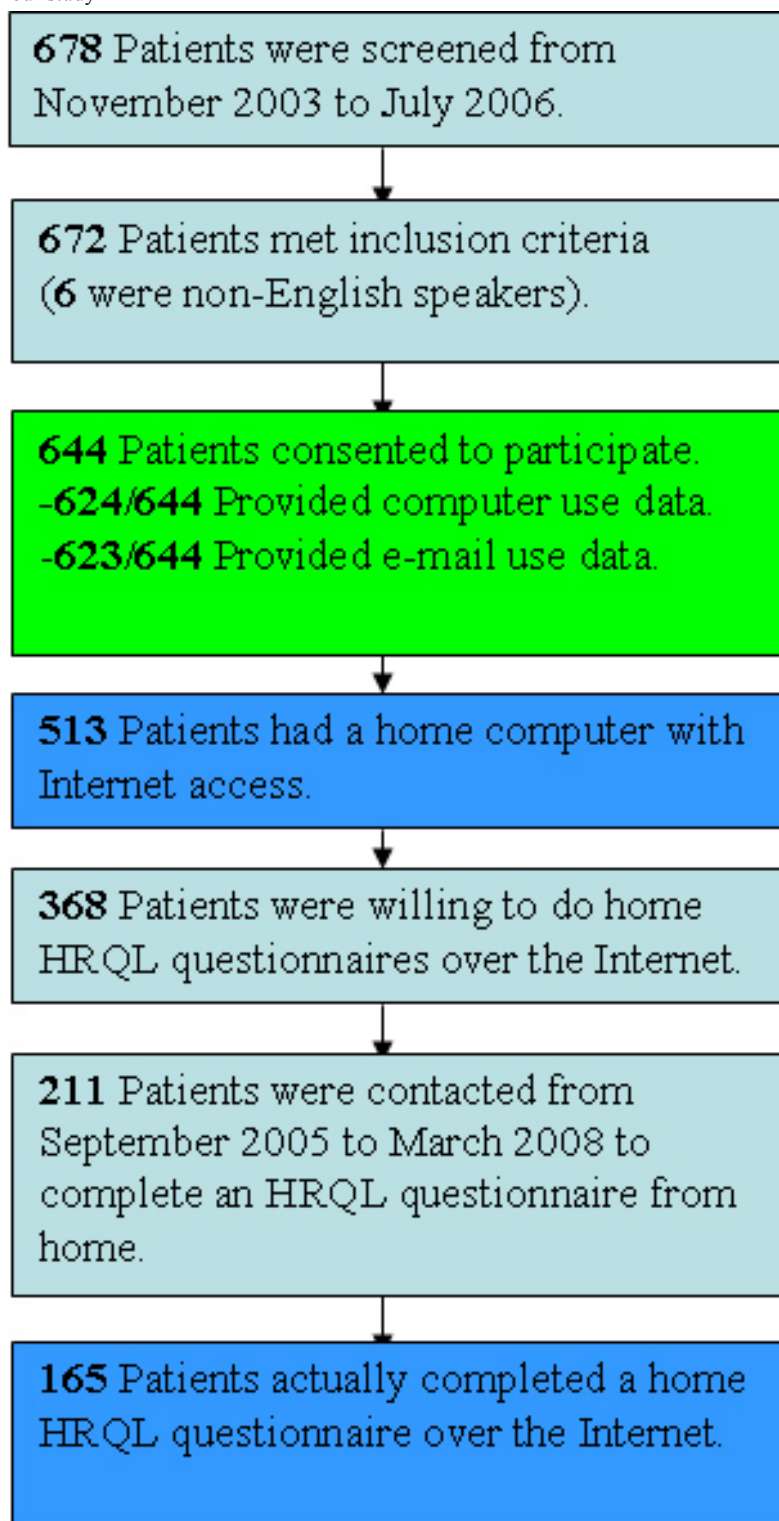 678 Patients were screened from
November 2003 to July 2006.
672 Patients met inclusion criteria
(6 were non-English speakers).
644 Patients consented to participate.
-624/644 Provided computer use data.
-623/644 Provided e-mail use data.
513 Patients had a home computer with
Internet access.
368 Patients were willing to do home
HRQL questionnaires over the Internet.
211 Patients were contacted from
September 2005 to March 2008 to
complete an HRQL questionnaire from
home.
165 Patients actually completed a home
HRQL questionnaire over the Internet.